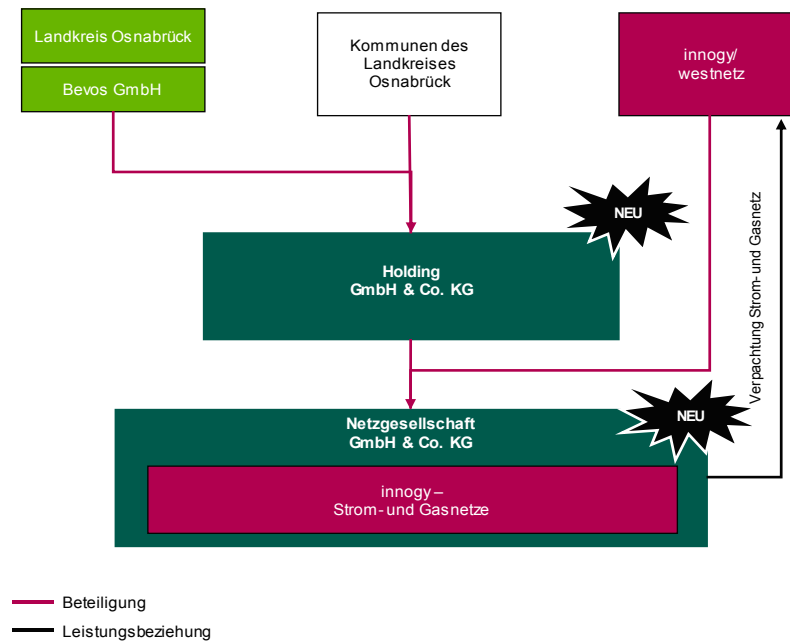 Landkreis Osnabrück
Bevos GmbH
Kommunen des
Landkreises
Osnabrück
innogy/
westnetz
NEU
Holding
GmbH & Co. KG
Verpachtung Strom- und Gasnetz
NEU
Netzgesellschaft
GmbH & Co. KG
innogy –
Strom- und Gasnetze
Beteiligung
Leistungsbeziehung